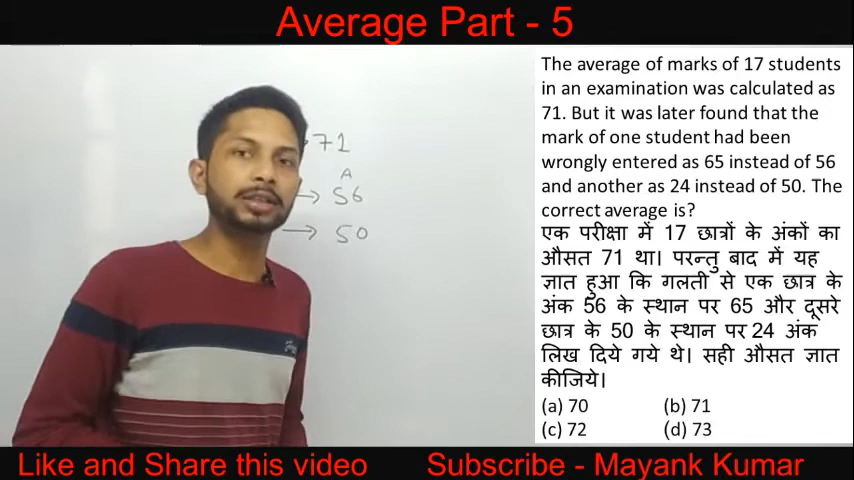 Average Part - 5
71
A
56
50
The average of marks of 17 students
in an examination was calculated as
71. But it was later found that the
mark of one student had been
wrongly entered as 65 instead of 56
and another as 24 instead of 50. The
correct average is?
एक परीक्षा में 17 छात्रों के अंकों का
औसत 71 था। परन्तु बाद में यह
ज्ञात हुआ कि गलती से एक छात्र के
अंक 56 के स्थान पर 65 और दूसरे
छात्र के 50 के स्थान पर 24 अंक
लिख दिये गये थे। सही औसत ज्ञात
कीजिये।
(a) 70 (b) 71
(c) 72 (d) 73
Like and Share this video Subscribe - Mayank Kumar